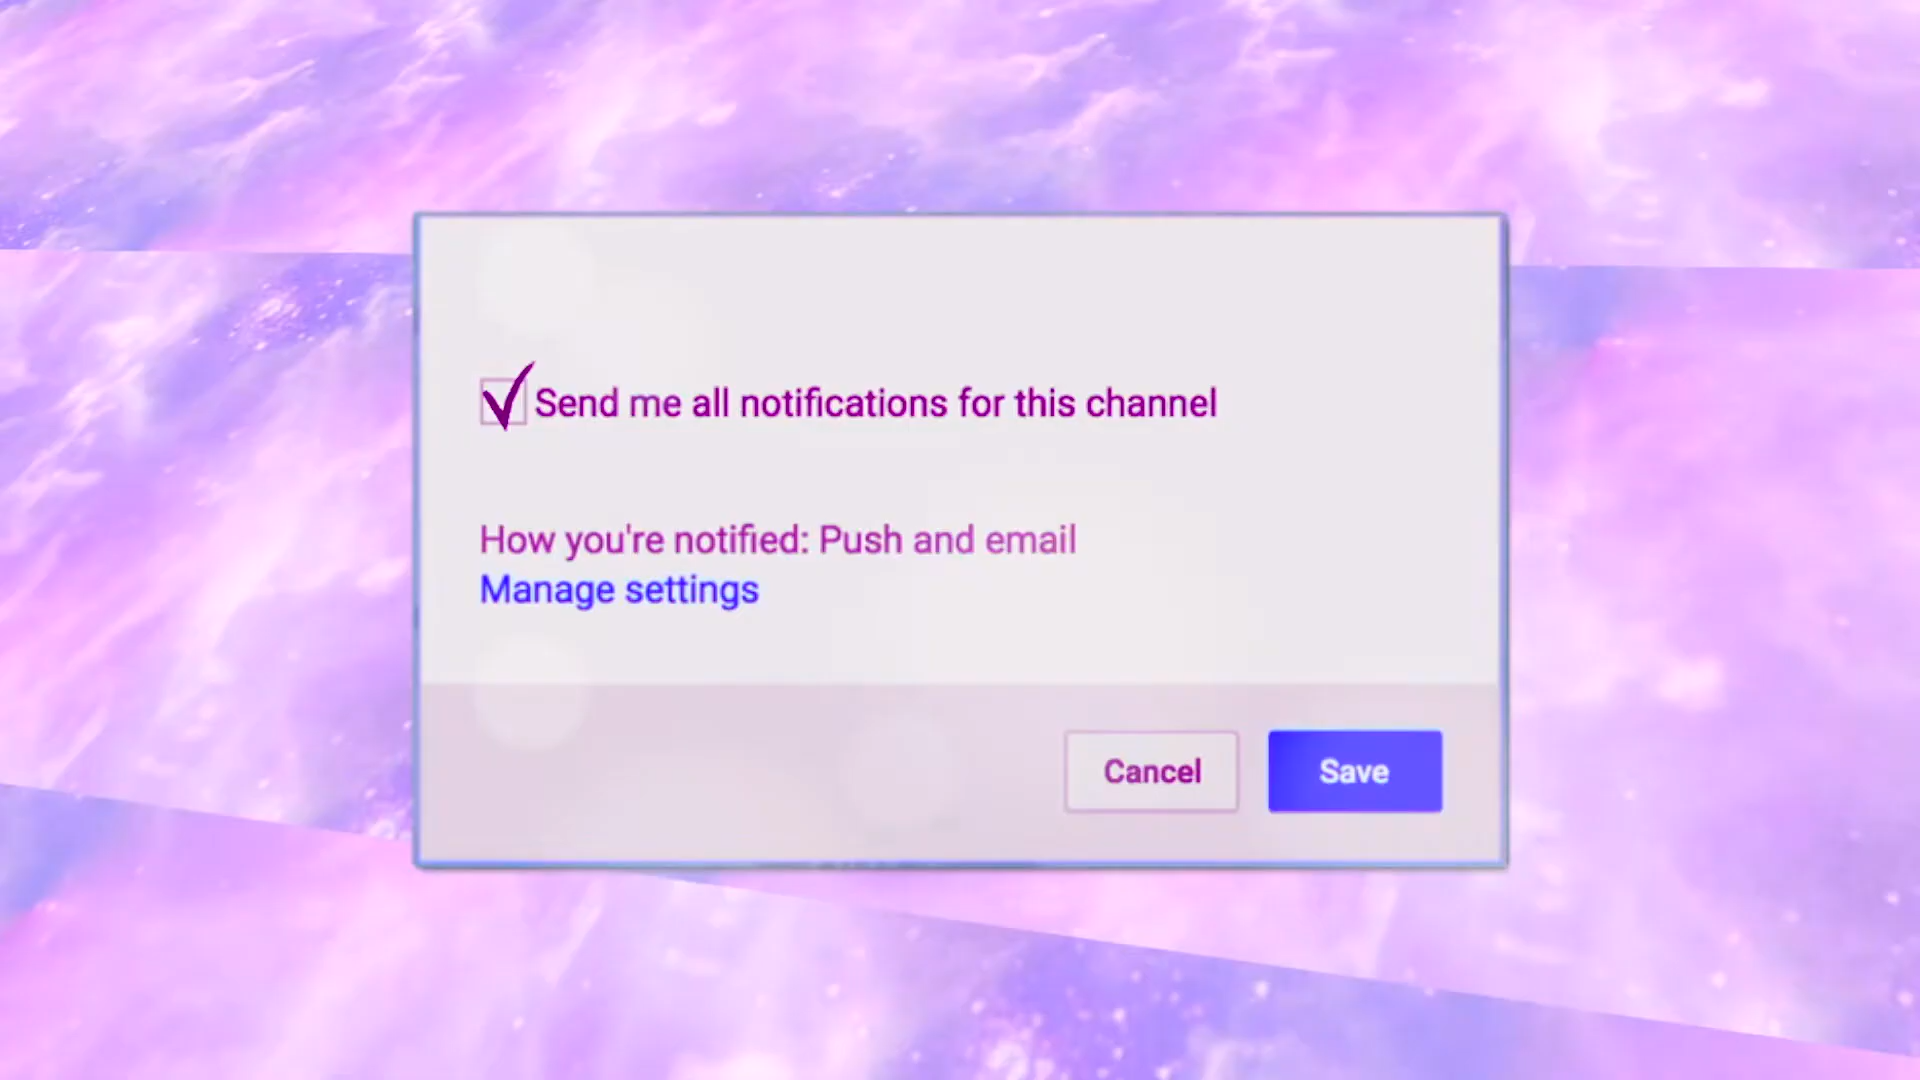 Send me all notifications for this channel
How you're notified: Push and email
Manage settings
Cancel
Save